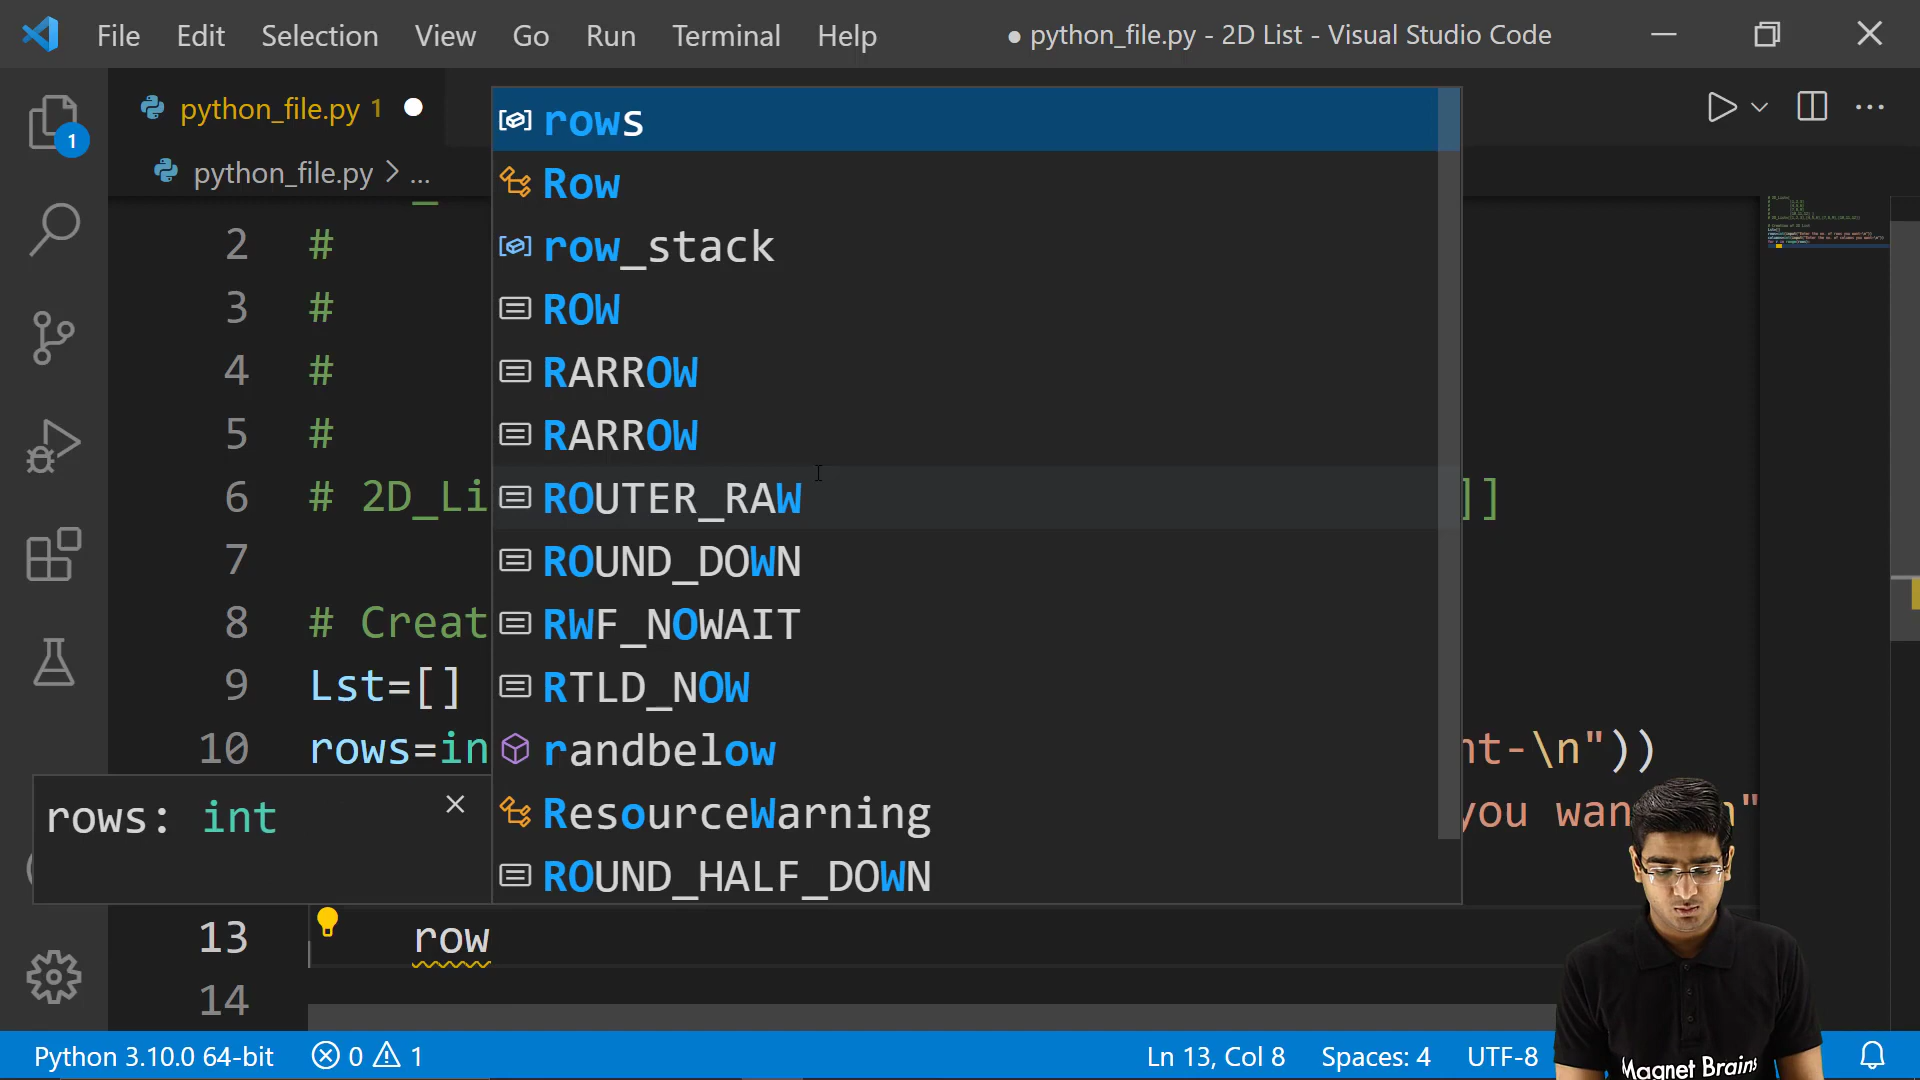 File Edit Selection View Go Run Terminal Help
● python_file.py - 2D List - Visual Studio Code
python_file.py 1
python_file.py > ...
1
rows
Row
row_stack
ROW
RARROW
RARROW
ROUTER_RAW
ROUND_DOWN
RWF_NOWAIT
RTLD_NOW
randbelow
ResourceWarning
ROUND_HALF_DOWN
2 #
3 #
4 #
5 #
6 # 2D_Li ]]
7
8 # Creat
9 Lst=[]
10 rows=in nt-\n"))
you wan n"
rows: int
13 row
14
Python 3.10.0 64-bit 0 1 Ln 13, Col 8 Spaces: 4 UTF-8
Magnet Brains